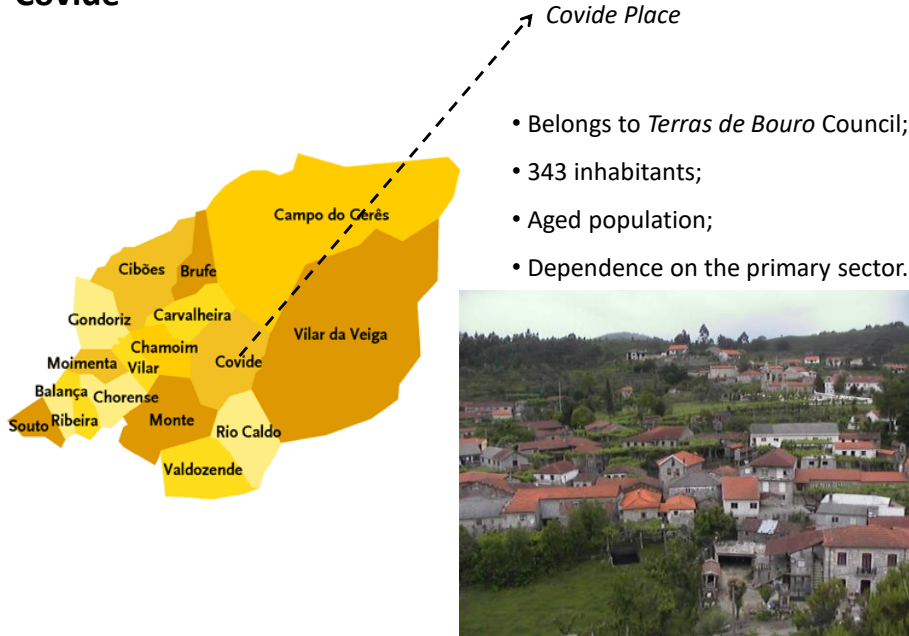 Covide
Covide Place
• Belongs to Terras de Bouro Council;
• 343 inhabitants;
• Aged population;
• Dependence on the primary sector.
Campo do Gerês
Cibões
Brufe
Gondoriz
Carvalheira
Vilar da Veiga
Chamoim
Moimenta
Vilar
Covide
Balança
Chorense
Souto
Ribeira
Monte
Rio Caldo
Valdozende